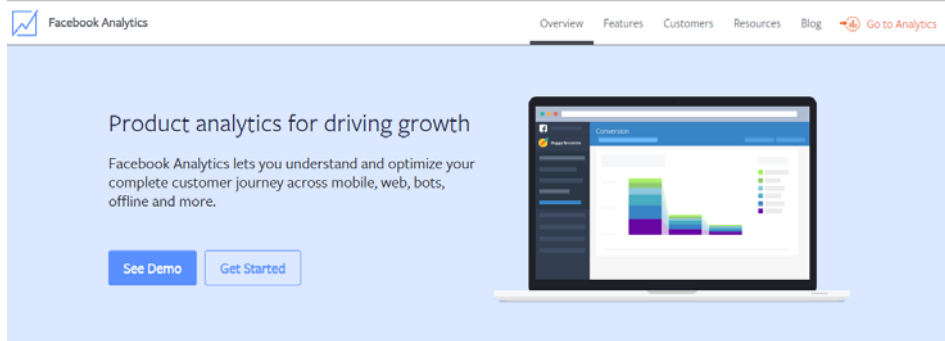 Facebook Analytics
Overview Features Customers Resources Blog Go to Analytics
Product analytics for driving growth
Facebook Analytics lets you understand and optimize your
complete customer journey across mobile, web, bots,
offline and more.
See Demo Get Started
Conversion